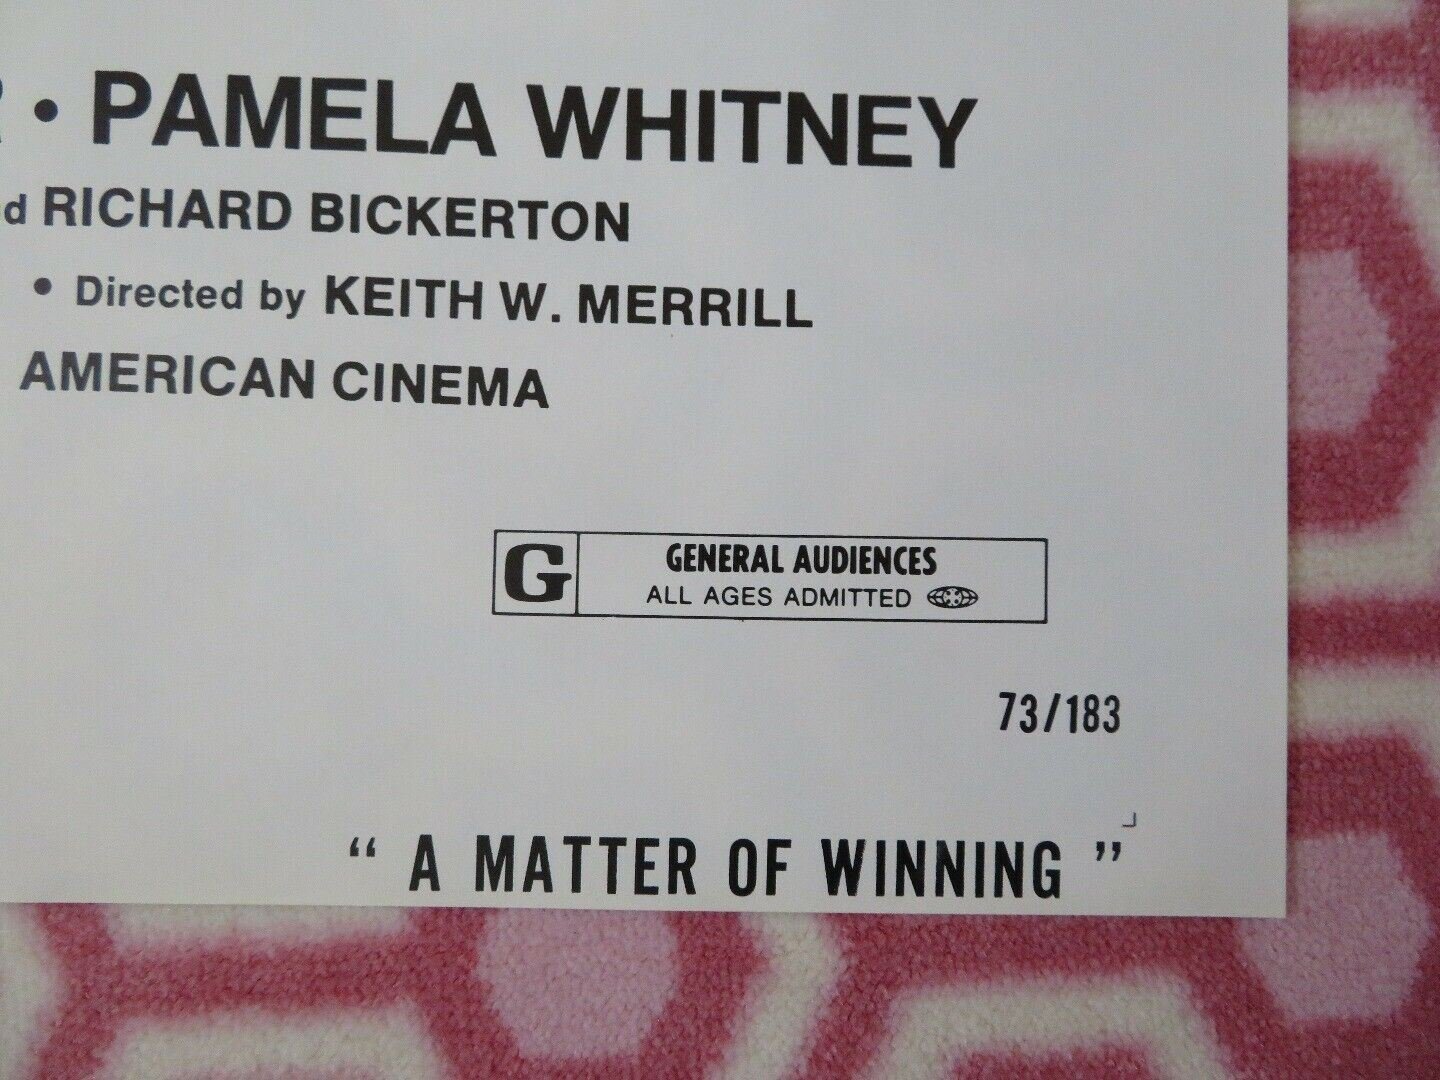 • PAMELA WHITNEY
RICHARD BICKERTON
• Directed by KEITH W. MERRILL
AMERICAN CINEMA
G GENERAL AUDIENCES
ALL AGES ADMITTED
73/183
“ A MATTER OF WINNING ”